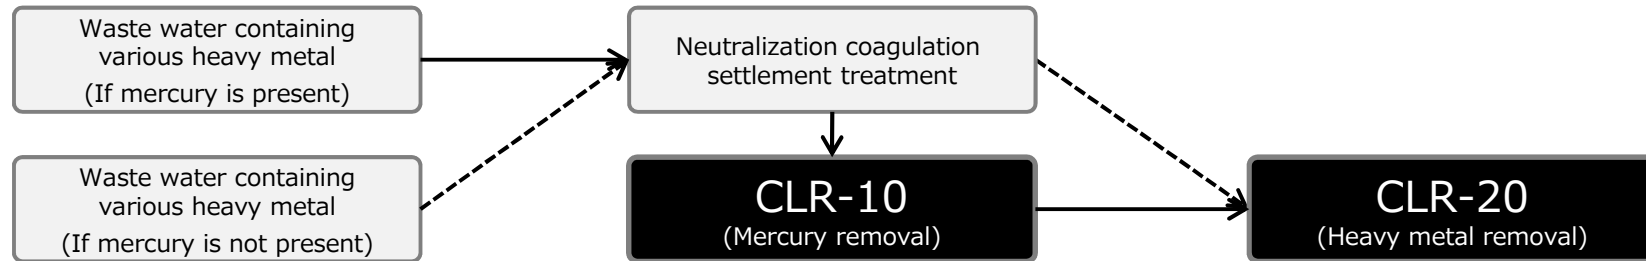 Waste water containing
various heavy metal
(If mercury is present)
Neutralization coagulation
settlement treatment
Waste water containing
various heavy metal
(If mercury is not present)
CLR-10
(Mercury removal)
CLR-20
(Heavy metal removal)